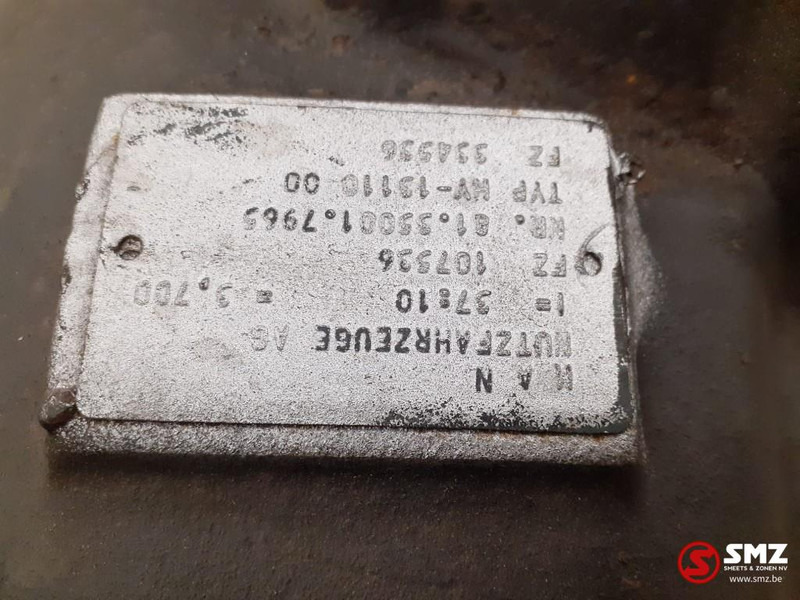 M A N
NUTZFAHRZEUGE AG
I= 37:10 = 3,700
FZ 107336
NR. 81.35001.7965
TYP HY-13110 00
FZ 334936
SMZ
SHEETS & ZONEN NV
www.smz.be